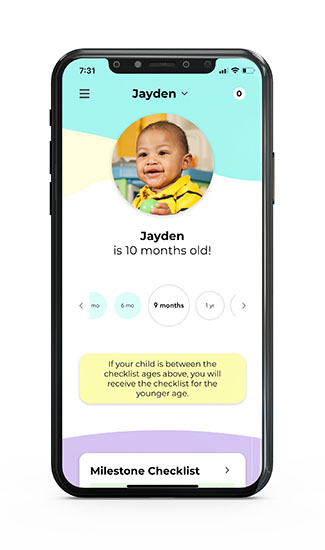 7:31
Jayden
0
Jayden
is 10 months old!
mo
6 mo
9 months
1 yr
If your child is between the
checklist ages above, you will
receive the checklist for the
younger age.
Milestone Checklist